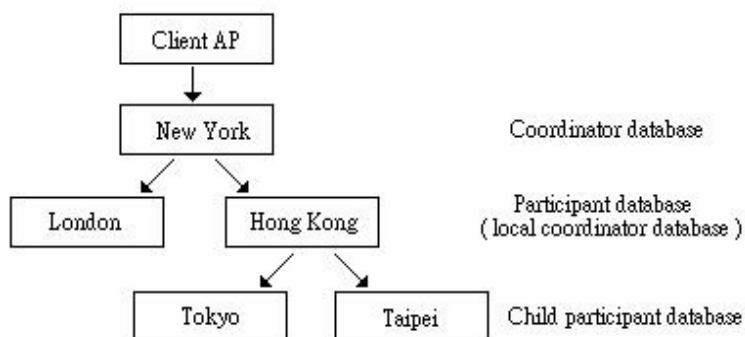 Client AP
New York
Coordinator database
London
Hong Kong
Participant database
( local coordinator database )
Tokyo
Taipei
Child participant database